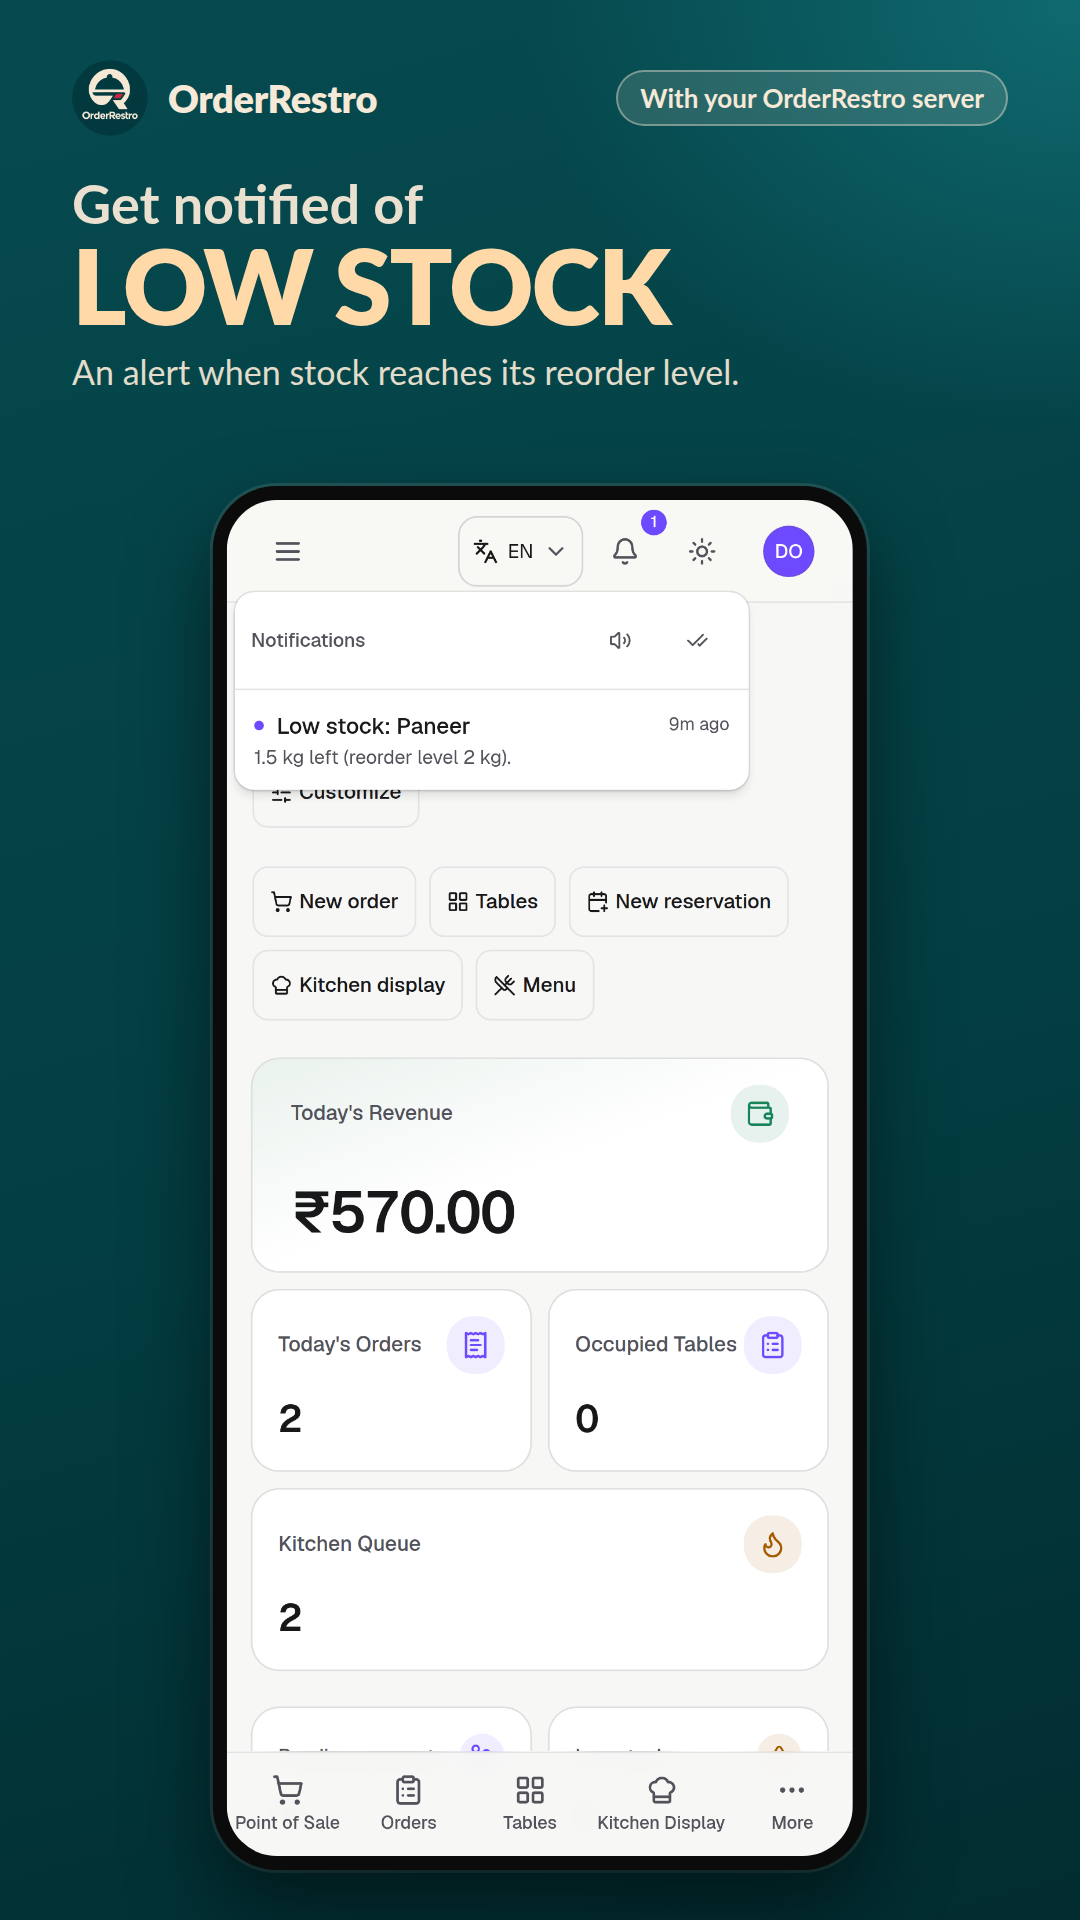 OrderRestro
OrderRestro
With your OrderRestro server
Get notified of
LOW STOCK
An alert when stock reaches its reorder level.
EN
1
DO
Notifications
Low stock: Paneer
9m ago
1.5 kg left (reorder level 2 kg).
Customize
New order
Tables
New reservation
Kitchen display
Menu
Today's Revenue
₹570.00
Today's Orders
Occupied Tables
2
0
Kitchen Queue
2
Point of Sale
Orders
Tables
Kitchen Display
More